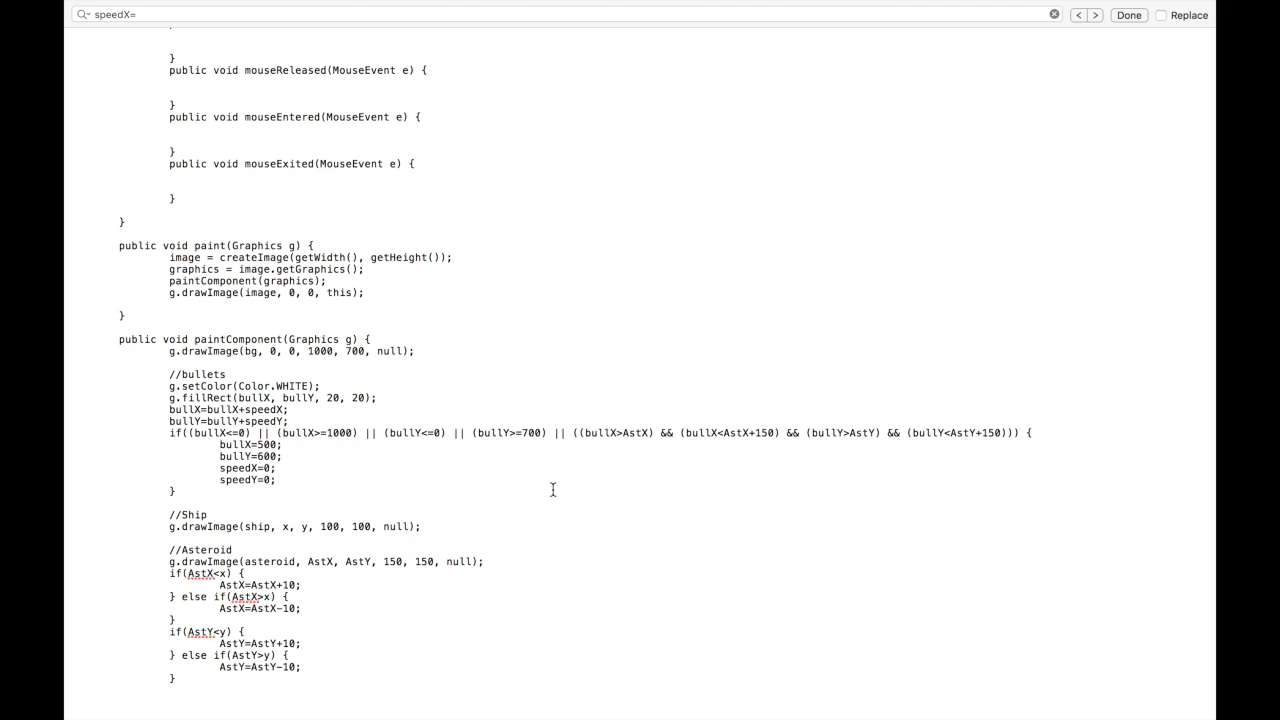 speedX=
< > Done Replace
}
public void mouseReleased(MouseEvent e) {
}
public void mouseEntered(MouseEvent e) {
}
public void mouseExited(MouseEvent e) {
}
}
public void paint(Graphics g) {
image = createImage(getWidth(), getHeight());
graphics = image.getGraphics();
paintComponent(graphics);
g.drawImage(image, 0, 0, this);
}
public void paintComponent(Graphics g) {
g.drawImage(bg, 0, 0, 1000, 700, null);
//bullets
g.setColor(Color.WHITE);
g.fillRect(bullX, bullY, 20, 20);
bullX=bullX+speedX;
bullY=bullY+speedY;
if((bullX<=0) || (bullX>=1000) || (bullY<=0) || (bullY>=700) || ((bullX>AstX) && (bullX<AstX+150) && (bullY>AstY) && (bullY<AstY+150))) {
bullX=500;
bullY=600;
speedX=0;
speedY=0;
}
//Ship
g.drawImage(ship, x, y, 100, 100, null);
//Asteroid
g.drawImage(asteroid, AstX, AstY, 150, 150, null);
if(AstX<x) {
AstX=AstX+10;
} else if(AstX>x) {
AstX=AstX-10;
}
if(AstY<y) {
AstY=AstY+10;
} else if(AstY>y) {
AstY=AstY-10;
}